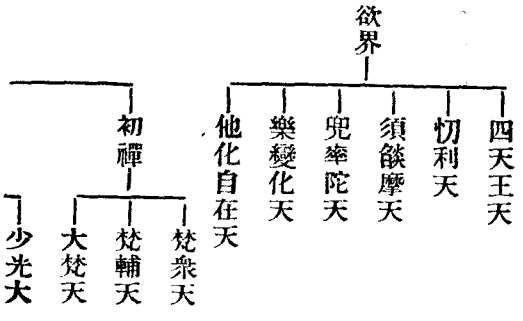 欲界
四天王天
忉利天
須燄摩天
兜率陀天
樂變化天
他化自在天
初禪
梵衆天
梵輔天
大梵天
少光大